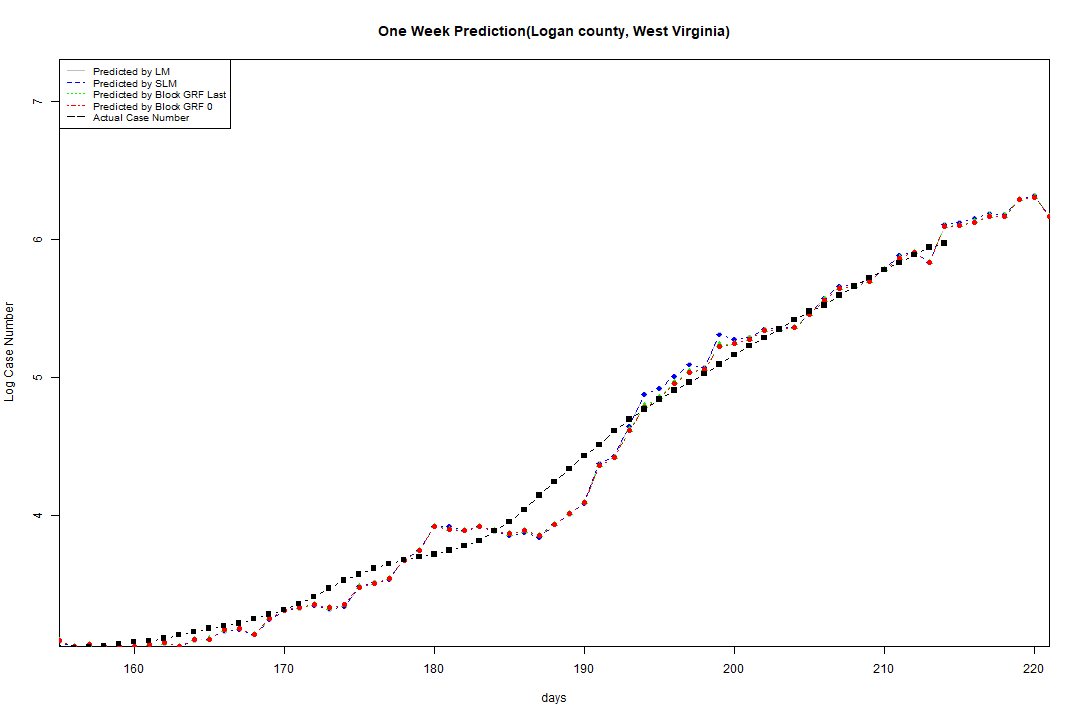 One Week Prediction(Logan county, West Virginia)
Predicted by LM
Predicted by SLM
Predicted by Block GRF Last
Predicted by Block GRF 0
Actual Case Number
7
6
5
4
Log Case Number
160 170 180 190 200 210 220
days